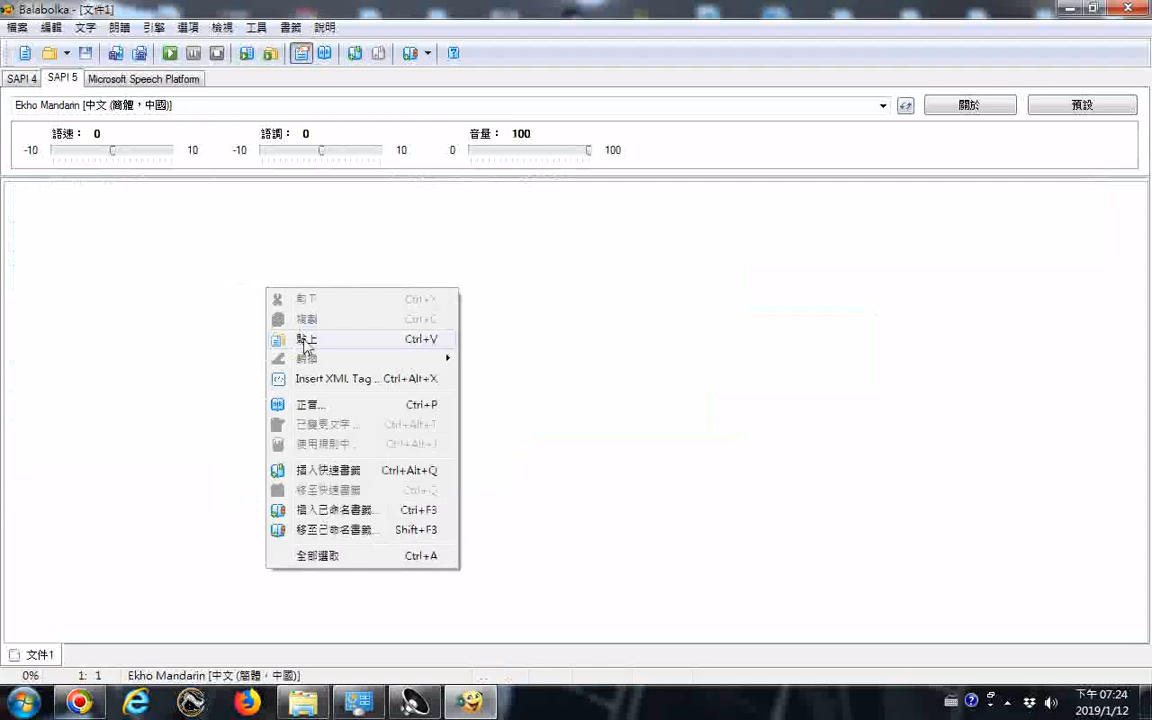 Balabolka - [文件1]
檔案 編輯 文字 朗讀 引擎 選項 檢視 工具 書籤 說明
SAPI 4 SAPI 5 Microsoft Speech Platform
Ekho Mandarin [中文 (簡體，中國)] 關於 預設
語速： 0 語調： 0 音量： 100
-10 10 -10 10 0 100
剪下 Ctrl+X
複製 Ctrl+C
貼上 Ctrl+V
轉換
Insert XML Tag... Ctrl+Alt+X
正音... Ctrl+P
已變更文字... Ctrl+Alt+T
使用規則中... Ctrl+Alt+J
插入快速書籤 Ctrl+Alt+Q
移至快速書籤 Ctrl+Q
插入已命名書籤... Ctrl+F3
移至已命名書籤... Shift+F3
全部選取 Ctrl+A
文件1
0% 1: 1 Ekho Mandarin [中文 (簡體，中國)]
下午 07:24
2019/1/12